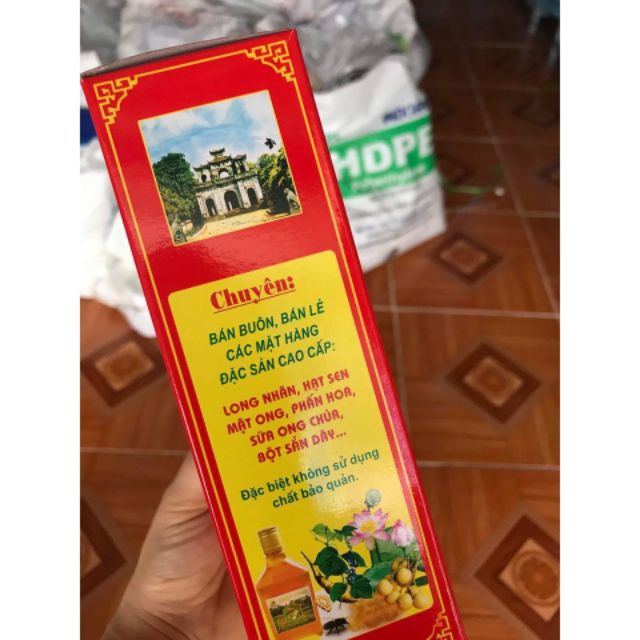 Chuyên:
BÁN BUÔN, BÁN LẺ
CÁC MẶT HÀNG
ĐẶC SẢN CAO CẤP:
LONG NHÃN, HẠT SEN
MẬT ONG, PHẤN HOA,
SỮA ONG CHÚA,
BỘT SẮN DÂY...
Đặc biệt không sử dụng
chất bảo quản.
HDPE